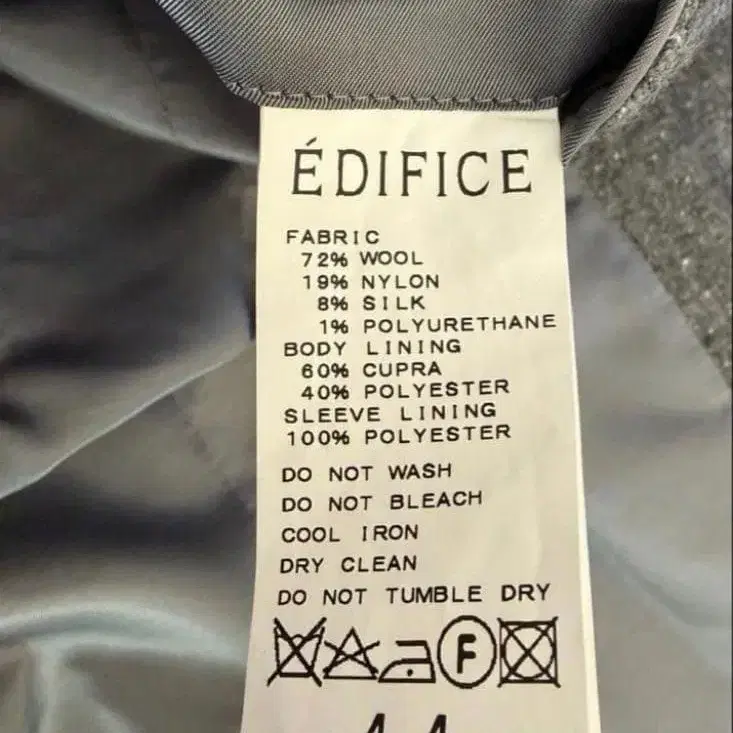 ÉDIFICE
FABRIC
72% WOOL
19% NYLON
8% SILK
1% POLYURETHANE
BODY LINING
60% CUPRA
40% POLYESTER
SLEEVE LINING
100% POLYESTER
DO NOT WASH
DO NOT BLEACH
COOL IRON
DRY CLEAN
DO NOT TUMBLE DRY
F